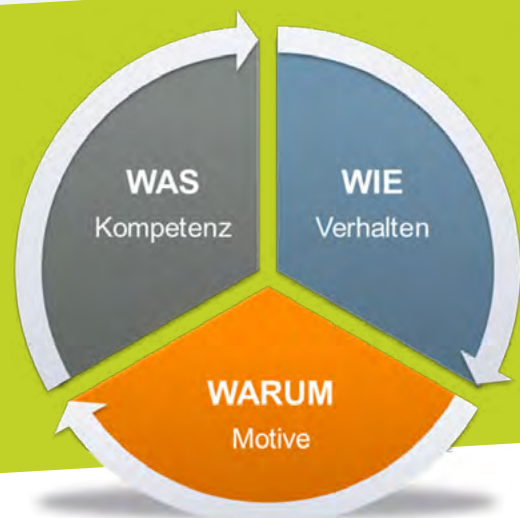 WAS
Kompetenz
WIE
Verhalten
WARUM
Motive